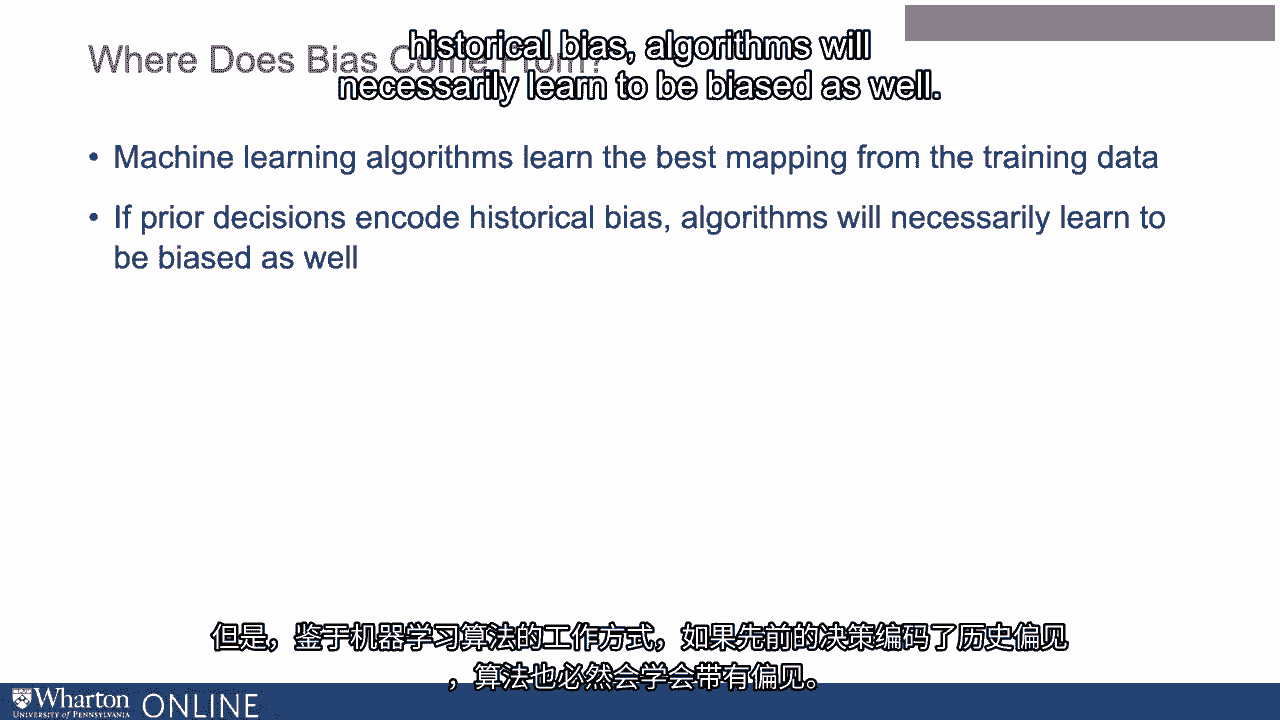 Where Does Bias Come From?
historical bias, algorithms will
necessarily learn to be biased as well.
• Machine learning algorithms learn the best mapping from the training data
• If prior decisions encode historical bias, algorithms will necessarily learn to
be biased as well
但是，鉴于机器学习算法的工作方式，如果先前的决策编码了历史偏见
，算法也必然会学会带有偏见。
Wharton ONLINE
UNIVERSITY of PENNSYLVANIA